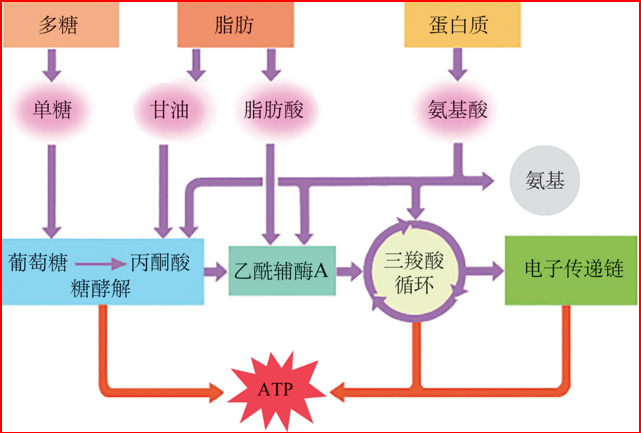 多糖
脂肪
蛋白质
单糖
甘油
脂肪酸
氨基酸
氨基
葡萄糖
丙酮酸
糖酵解
乙酰辅酶A
三羧酸
循环
电子传递链
ATP